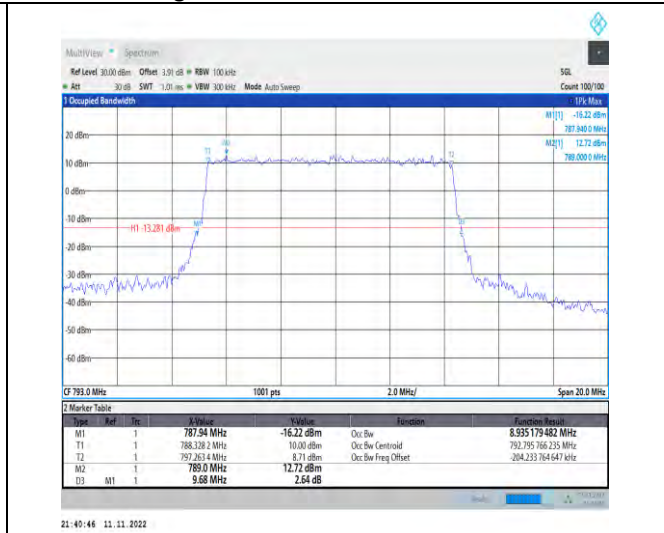 MultiView Spectrum
Ref Level 30.00 dBm Offset 3.91 dB RBW 100 kHz SGL
Att 30 dB SWT 1.01 ms VBW 300 kHz Mode Auto Sweep Count 100/100
1 Occupied Bandwidth 1Pk Max
M1[1] -16.22 dBm
787.940 0 MHz
M2[1] 12.72 dBm
789.000 0 MHz
20 dBm
10 dBm
T1
T2
0 dBm
-10 dBm
H1 -13.281 dBm
-20 dBm
-30 dBm
-40 dBm
-50 dBm
-60 dBm
CF 793.0 MHz 1001 pts 2.0 MHz/ Span 20.0 MHz
2 Marker Table
Type Ref Trc X-Value Y-Value Function Function Result
M1 1 787.94 MHz -16.22 dBm Occ Bw 8.935 179 482 MHz
T1 1 788.328 2 MHz 10.00 dBm Occ Bw Centroid 792.795 766 235 MHz
T2 1 797.263 4 MHz 8.71 dBm Occ Bw Freq Offset -204.233 764 647 kHz
M2 1 789.0 MHz 12.72 dBm
D3 M1 1 9.68 MHz 2.64 dB
21:40:46 11.11.2022